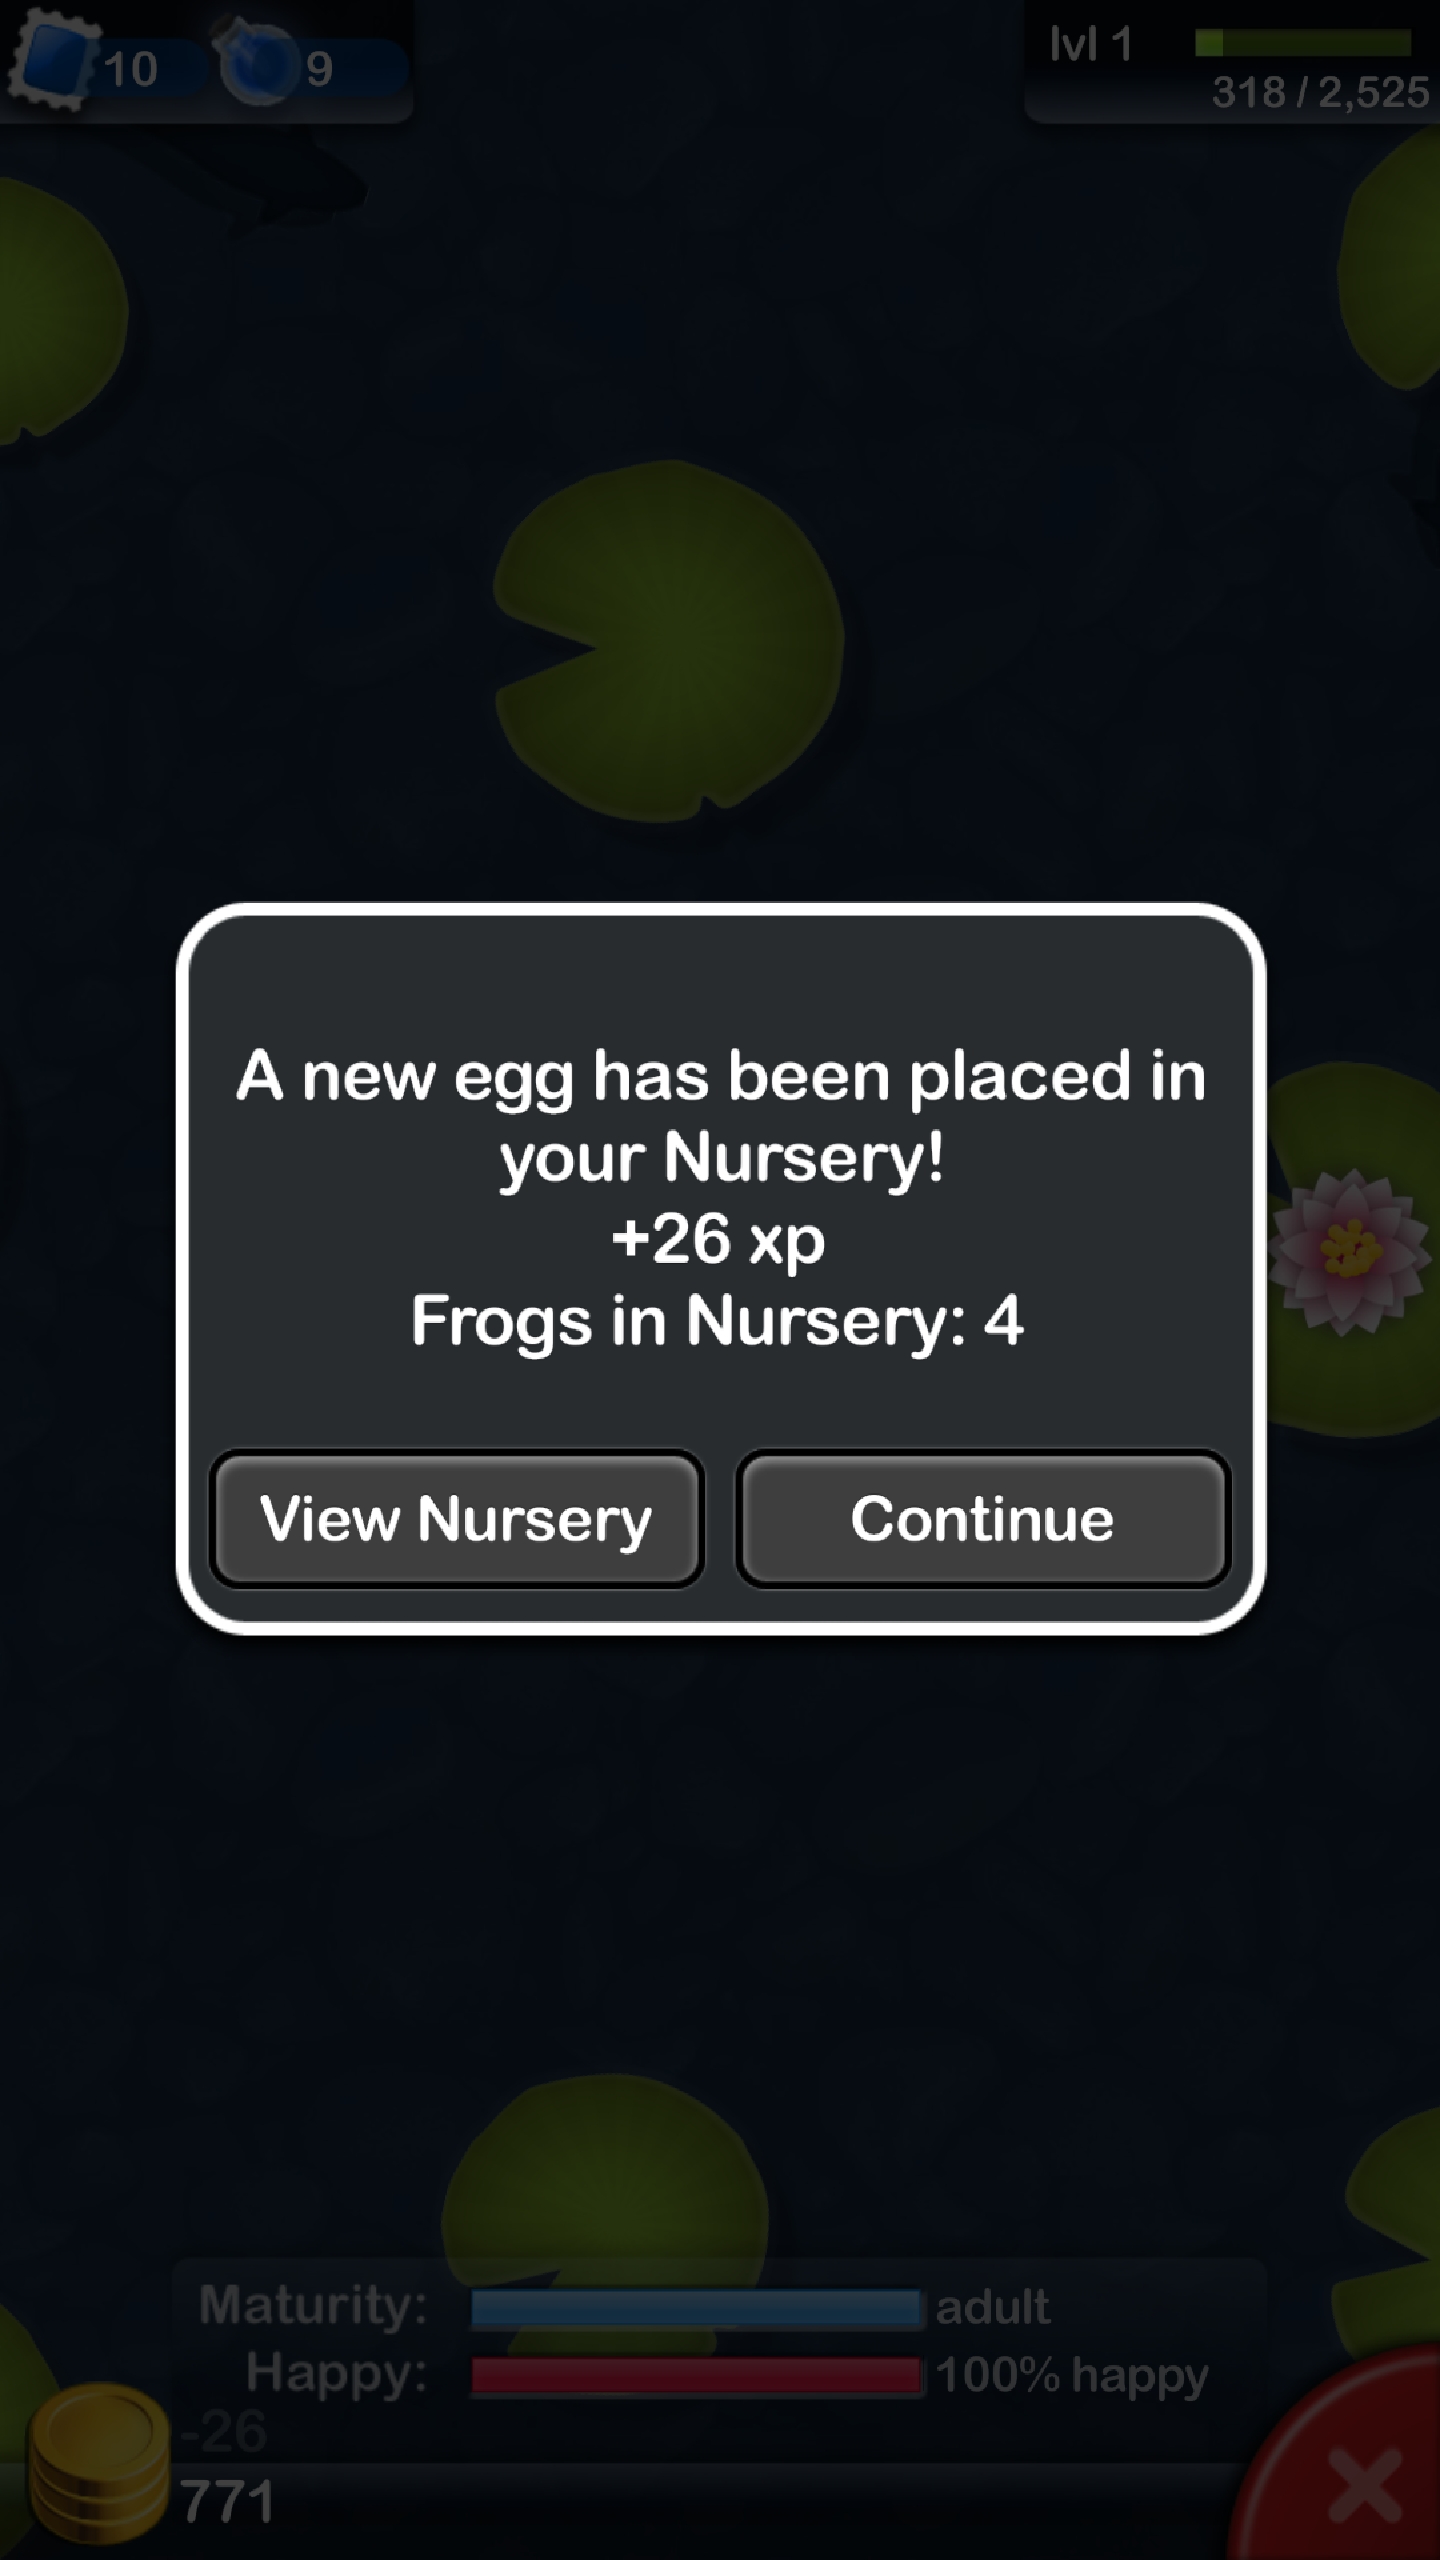 10
9
lvl 1
318 / 2,525
A new egg has been placed in
your Nursery!
+26 xp
Frogs in Nursery: 4
View Nursery
Continue
Maturity: adult
Happy: 100% happy
-26
771